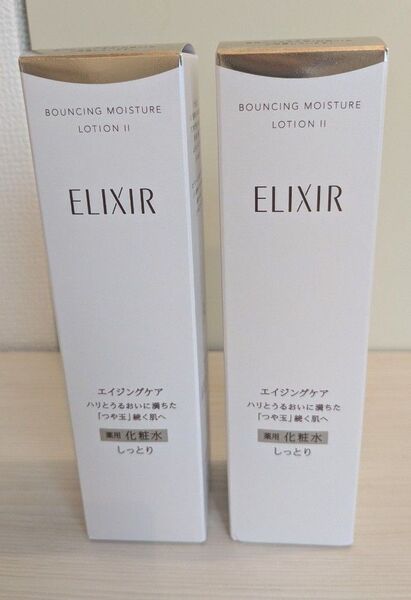 BOUNCING MOISTURE
LOTION II
ELIXIR
エイジングケア
ハリとうるおいに満ちた
「つや玉」続く肌へ
薬用 化粧水
しっとり
BOUNCING MOISTURE
LOTION II
ELIXIR
エイジングケア
ハリとうるおいに満ちた
「つや玉」続く肌へ
薬用 化粧水
しっとり